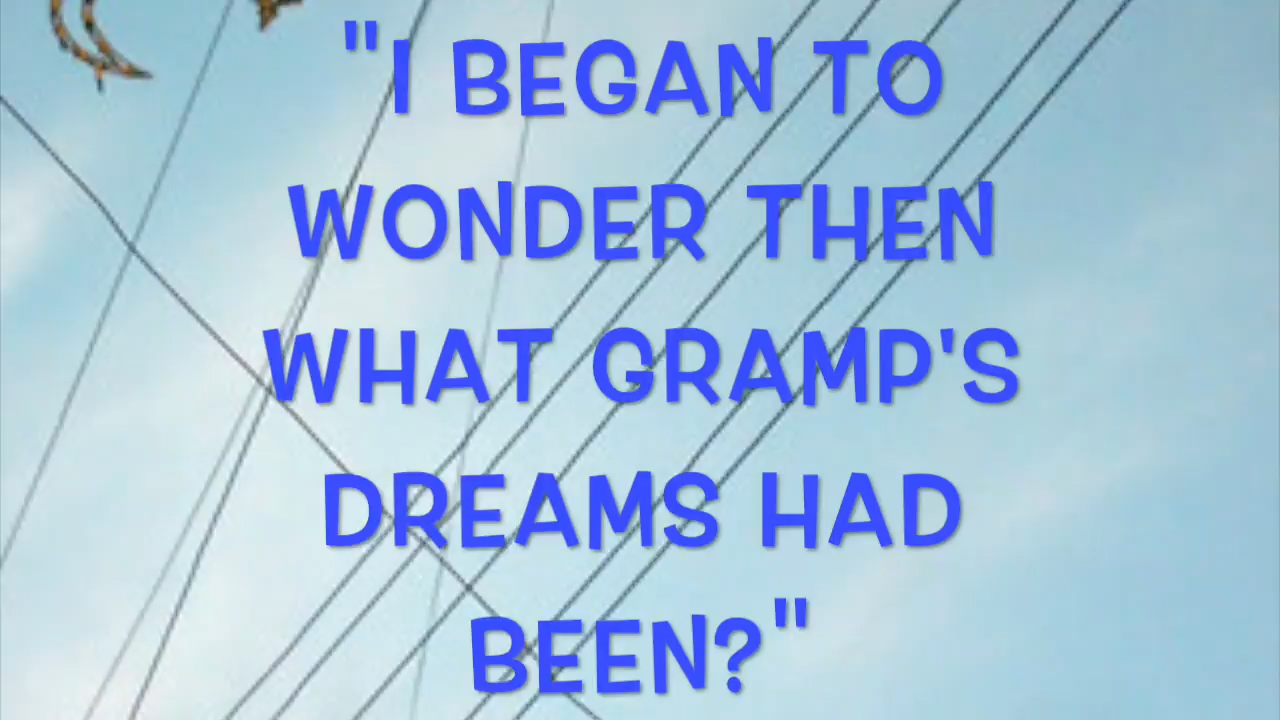 "I BEGAN TO
WONDER THEN
WHAT GRAMP'S
DREAMS HAD
BEEN?"